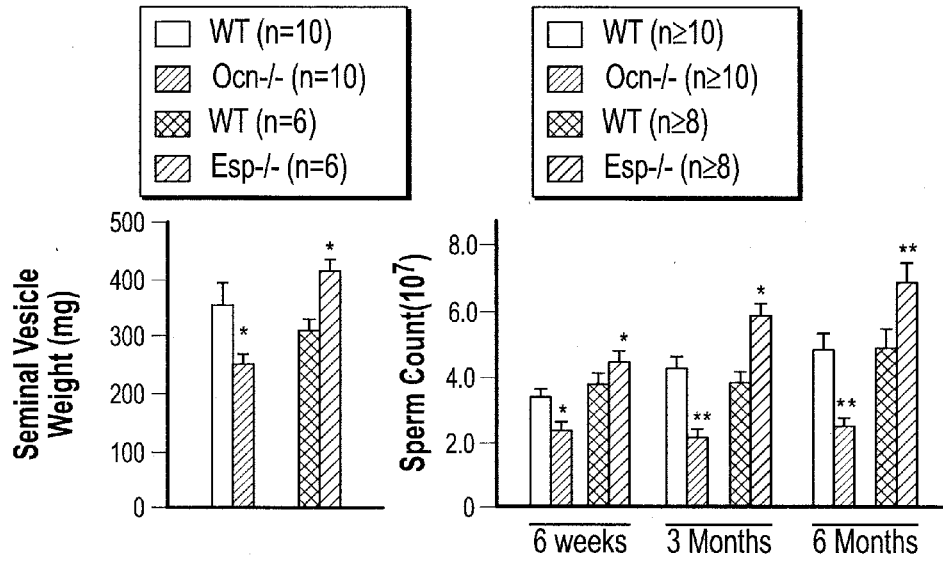 WT (n=10)
Ocn-/- (n=10)
WT (n=6)
Esp-/- (n=6)
WT (n≥10)
Ocn-/- (n≥10)
WT (n≥8)
Esp-/- (n≥8)
Seminal Vesicle
Weight (mg)
500
400
300
200
100
0
*
*
Sperm Count(10⁷)
8.0
6.0
4.0
2.0
0
*
*
**
*
**
**
6 weeks
3 Months
6 Months